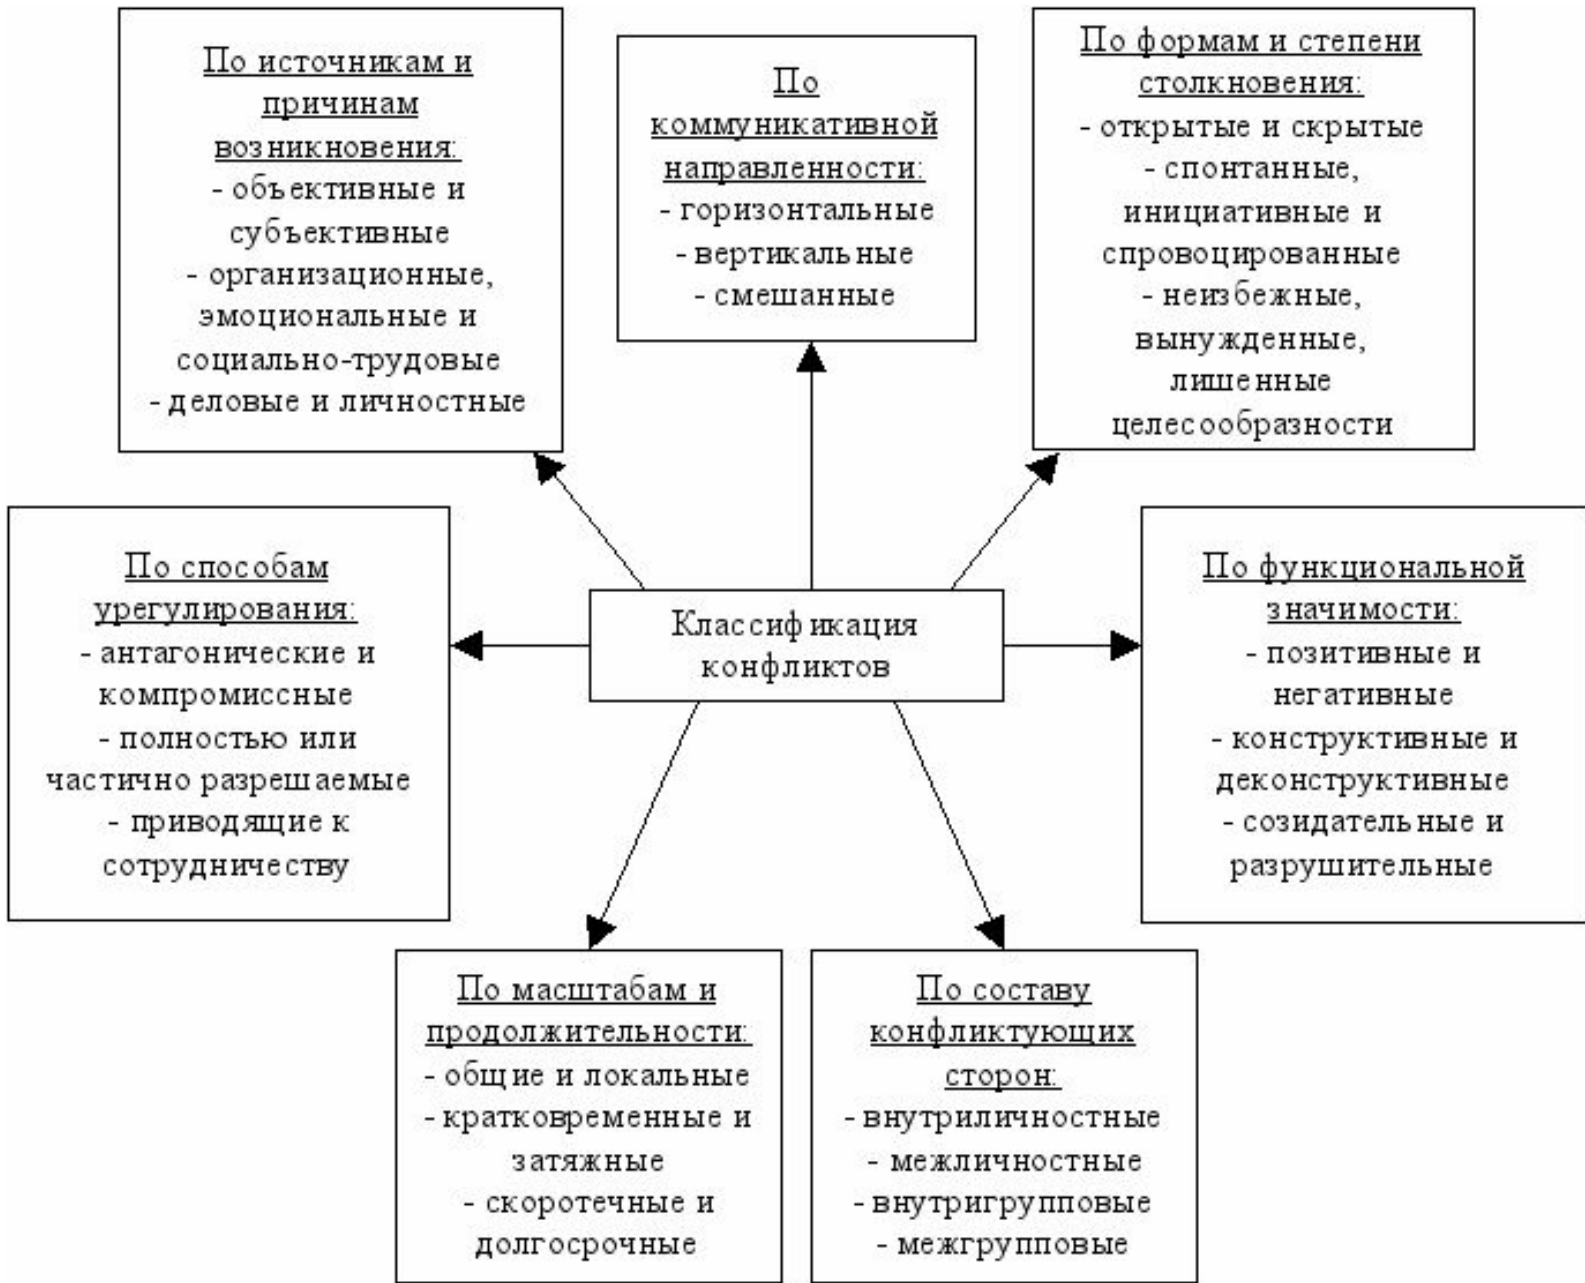 По источникам и
причинам
возникновения:
- объективные и
субъективные
- организационные,
эмоциональные и
социально-трудовые
- деловые и личностные
По
коммуникативной
направленности:
- горизонтальные
- вертикальные
- смешанные
По формам и степени
столкновения:
- открытые и скрытые
- спонтанные,
инициативные и
спровоцированные
- неизбежные,
вынужденные,
лишенные
целесообразности
По способам
урегулирования:
- антагонические и
компромиссные
- полностью или
частично разрешаемые
- приводящие к
сотрудничеству
Классификация
конфликтов
По функциональной
значимости:
- позитивные и
негативные
- конструктивные и
деконструктивные
- созидательные и
разрушительные
По масштабам и
продолжительности:
- общие и локальные
- кратковременные и
затяжные
- скоротечные и
долгосрочные
По составу
конфликтующих
сторон:
- внутриличностные
- межличностные
- внутригрупповые
- межгрупповые